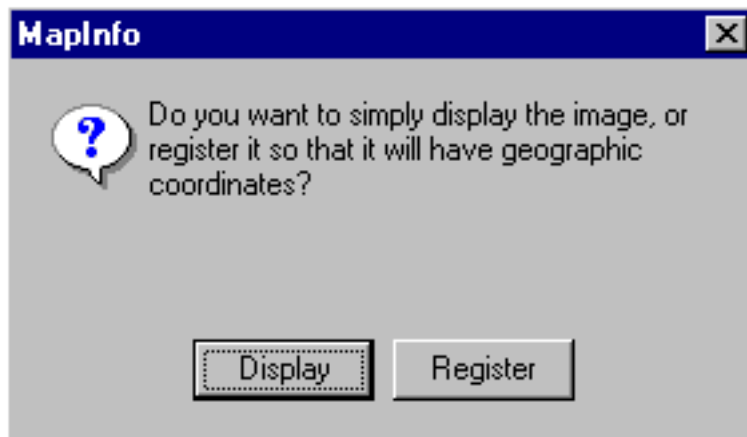 MapInfo
Do you want to simply display the image, or
register it so that it will have geographic
coordinates?
Display Register